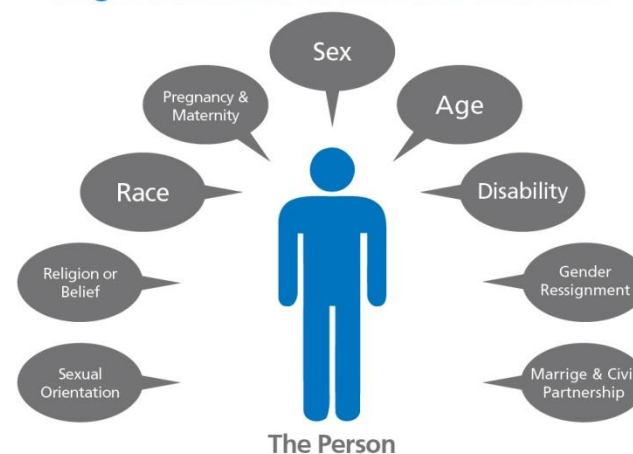 Sex
Pregnancy &
Maternity
Age
Race
Disability
Religion or
Belief
Gender
Ressignment
Sexual
Orientation
Marrige & Civi
Partnership
The Person